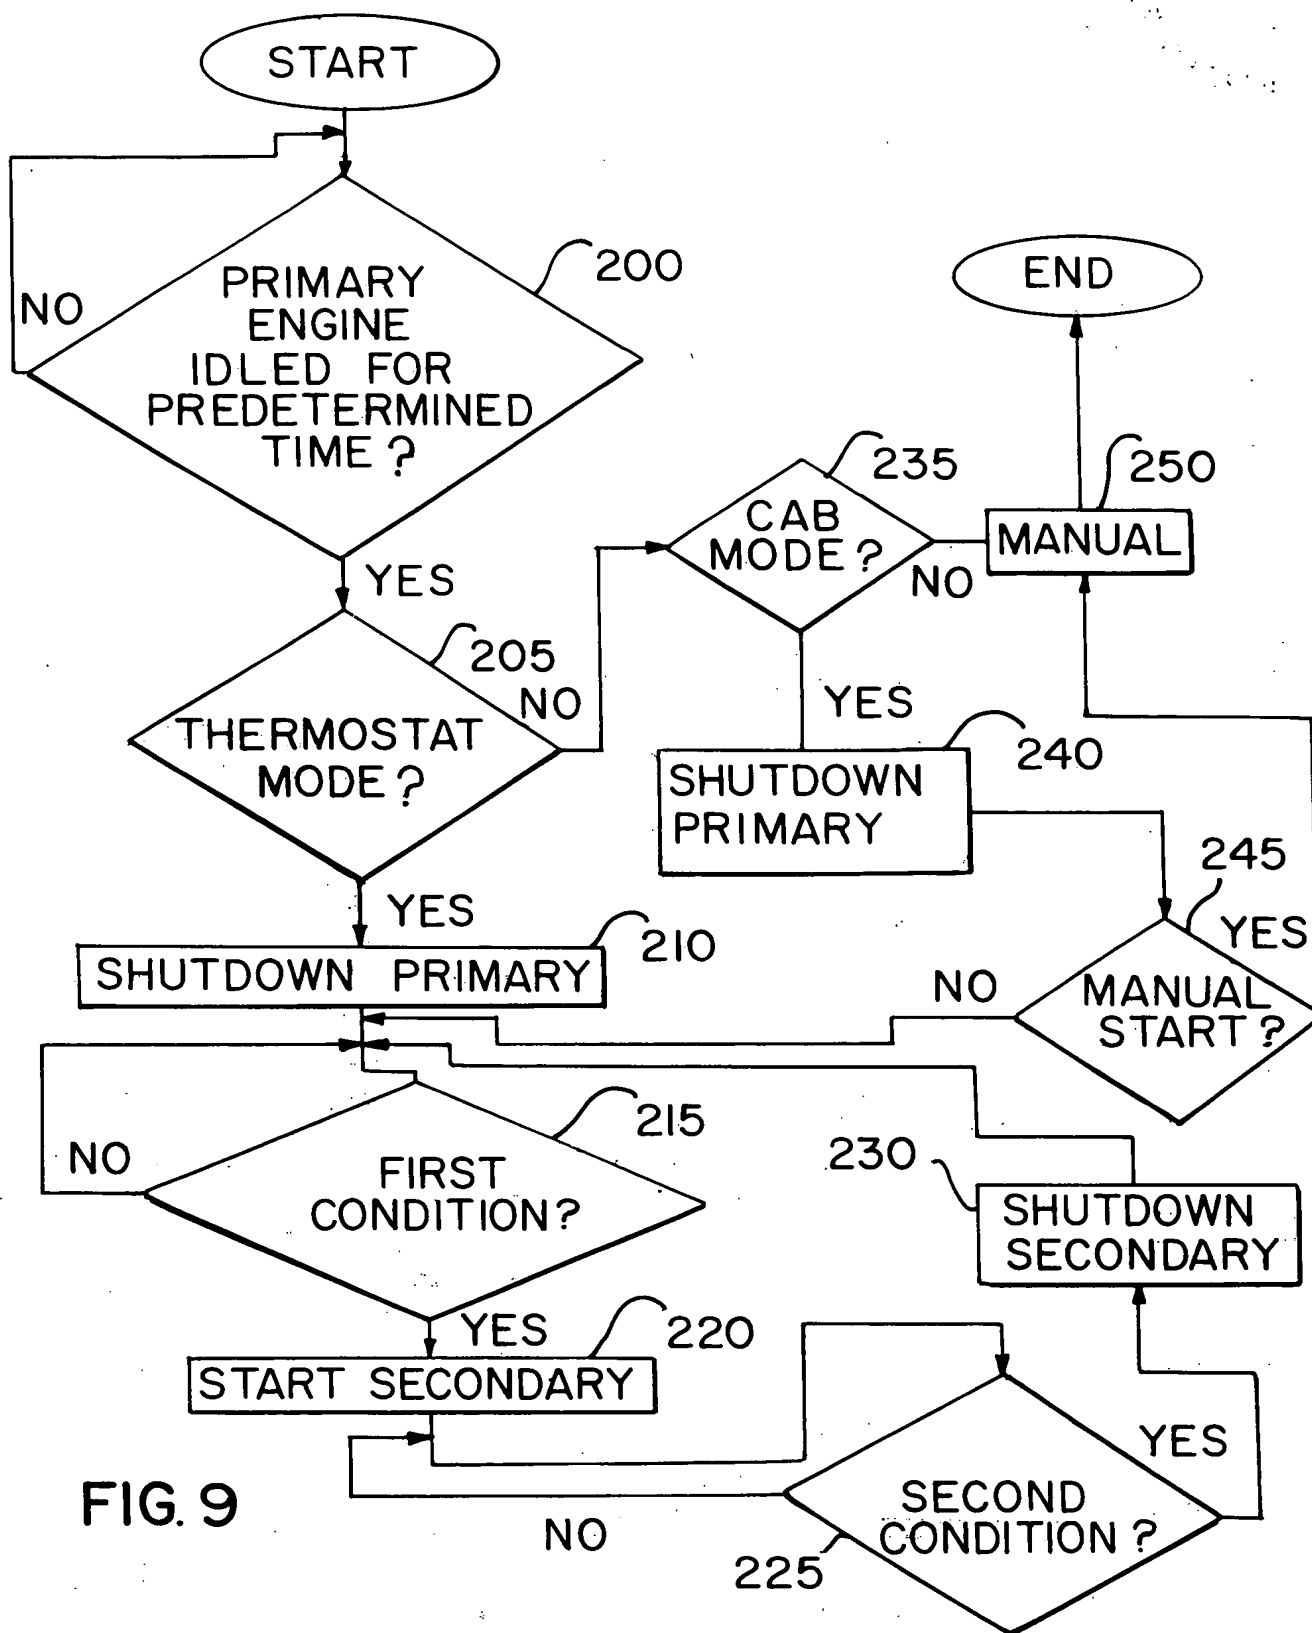 START
NO
PRIMARY
ENGINE
IDLED FOR
PREDETERMINED
TIME?
200
YES
THERMOSTAT
MODE?
205
NO
YES
SHUTDOWN PRIMARY
210
CAB
MODE?
235
NO
YES
MANUAL
250
END
SHUTDOWN
PRIMARY
240
MANUAL
START?
245
YES
NO
FIRST
CONDITION?
215
NO
YES
START SECONDARY
220
SECOND
CONDITION?
225
NO
YES
SHUTDOWN
SECONDARY
230
FIG. 9